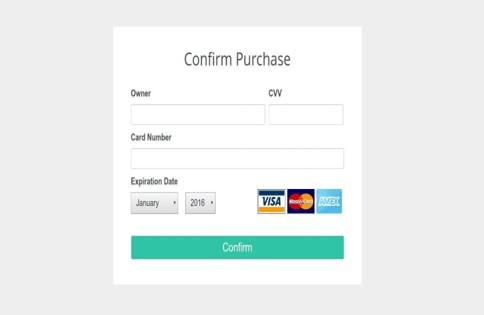 Confirm Purchase
Owner CVV
Card Number
Expiration Date
January 2016 VISA MasterCard AMEX
Confirm